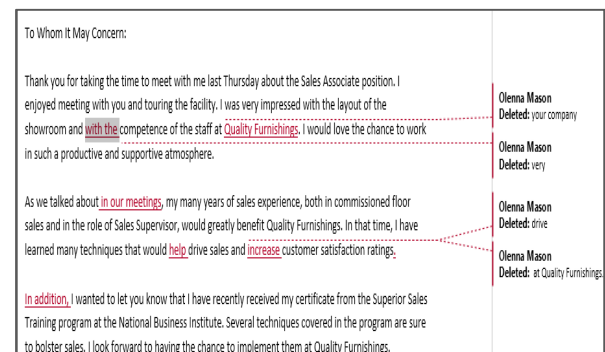 To Whom It May Concern:
Thank you for taking the time to meet with me last Thursday about the Sales Associate position. I
enjoyed meeting with you and touring the facility. I was very impressed with the layout of the
showroom and with the competence of the staff at Quality Furnishings. I would love the chance to work
in such a productive and supportive atmosphere.
As we talked about in our meetings, my many years of sales experience, both in commissioned floor
sales and in the role of Sales Supervisor, would greatly benefit Quality Furnishings. In that time, I have
learned many techniques that would help drive sales and increase customer satisfaction ratings.
In addition, I wanted to let you know that I have recently received my certificate from the Superior Sales
Training program at the National Business Institute. Several techniques covered in the program are sure
to bolster sales. I look forward to having the chance to implement them at Quality Furnishings.
Olenna Mason
Deleted: your company
Olenna Mason
Deleted: very
Olenna Mason
Deleted: drive
Olenna Mason
Deleted: at Quality Furnishings.